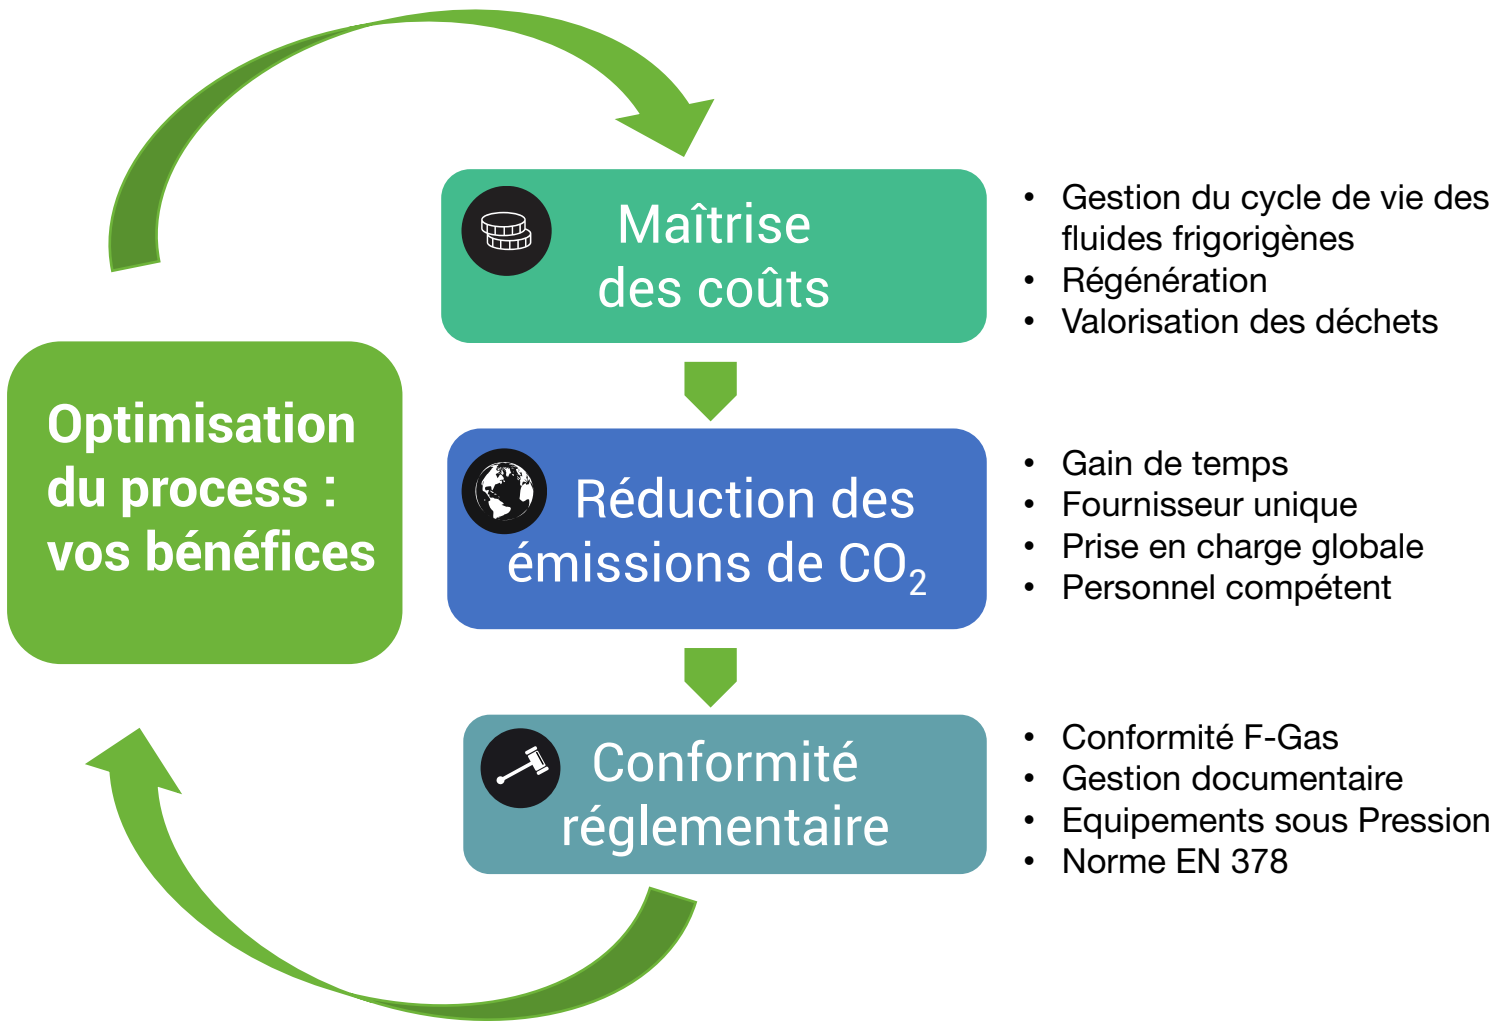 Optimisation
du process :
vos bénéfices
Maîtrise
des coûts
• Gestion du cycle de vie des
fluides frigorigènes
• Régénération
• Valorisation des déchets
Réduction des
émissions de CO₂
• Gain de temps
• Fournisseur unique
• Prise en charge globale
• Personnel compétent
Conformité
réglementaire
• Conformité F-Gas
• Gestion documentaire
• Equipements sous Pression
• Norme EN 378